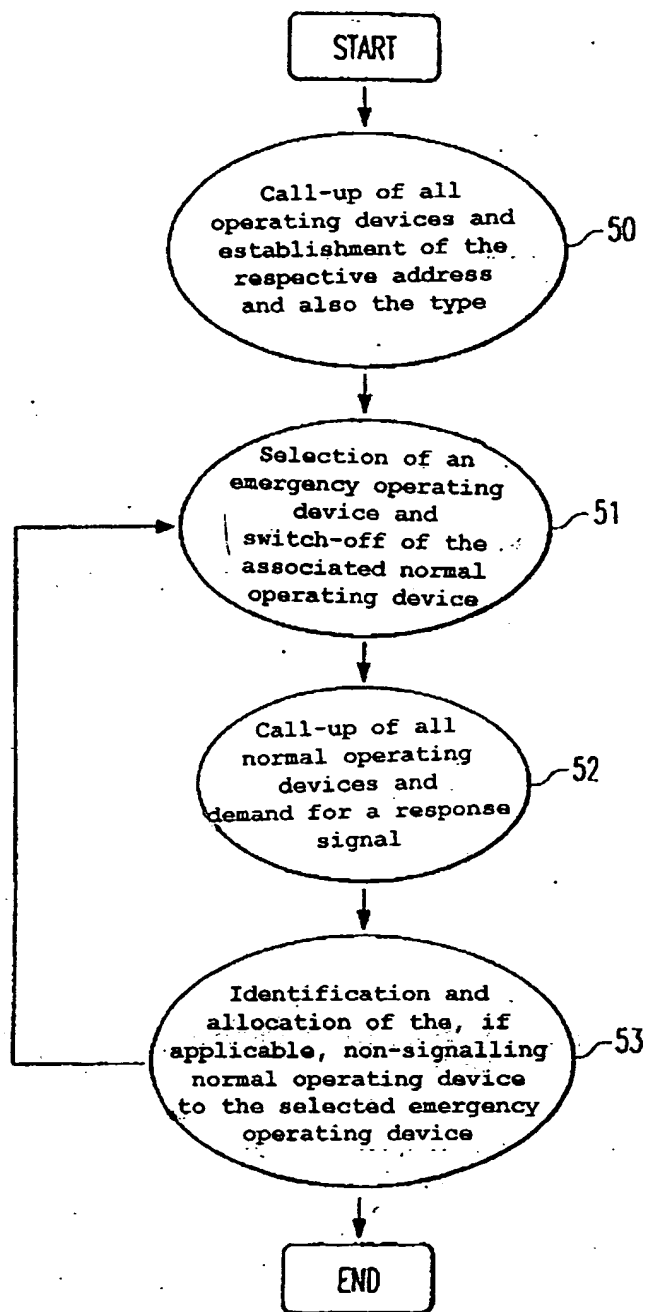 START
Call-up of all
operating devices and
establishment of the
respective address
and also the type
50
Selection of an
emergency operating
device and
switch-off of the
associated normal
operating device
51
Call-up of all
normal operating
devices and
demand for a response
signal
52
Identification and
allocation of the, if
applicable, non-signalling
normal operating device
to the selected emergency
operating device
53
END